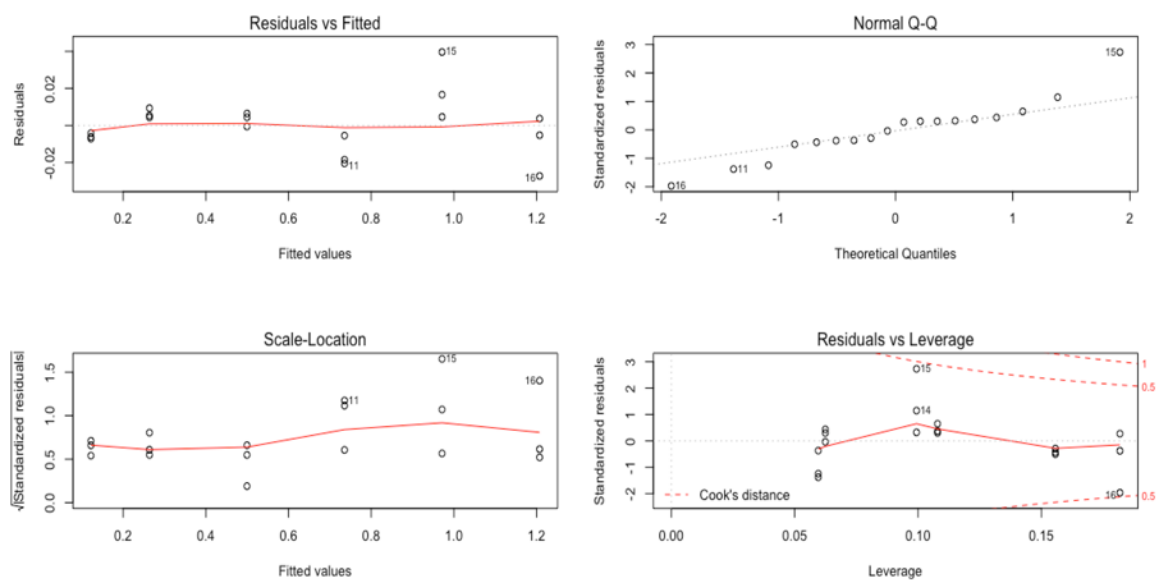 Residuals vs Fitted
Residuals
0.02
-0.02
15
11
16
0.2 0.4 0.6 0.8 1.0 1.2
Fitted values
Normal Q-Q
Standardized residuals
3
2
1
0
-1
-2
15
11
16
-2 -1 0 1 2
Theoretical Quantiles
Scale-Location
√|Standardized residuals|
1.5
1.0
0.5
0.0
15
16
11
0.2 0.4 0.6 0.8 1.0 1.2
Fitted values
Residuals vs Leverage
Standardized residuals
3
2
1
0
-1
-2
15
14
16
1
0.5
0.5
Cook's distance
0.00 0.05 0.10 0.15
Leverage